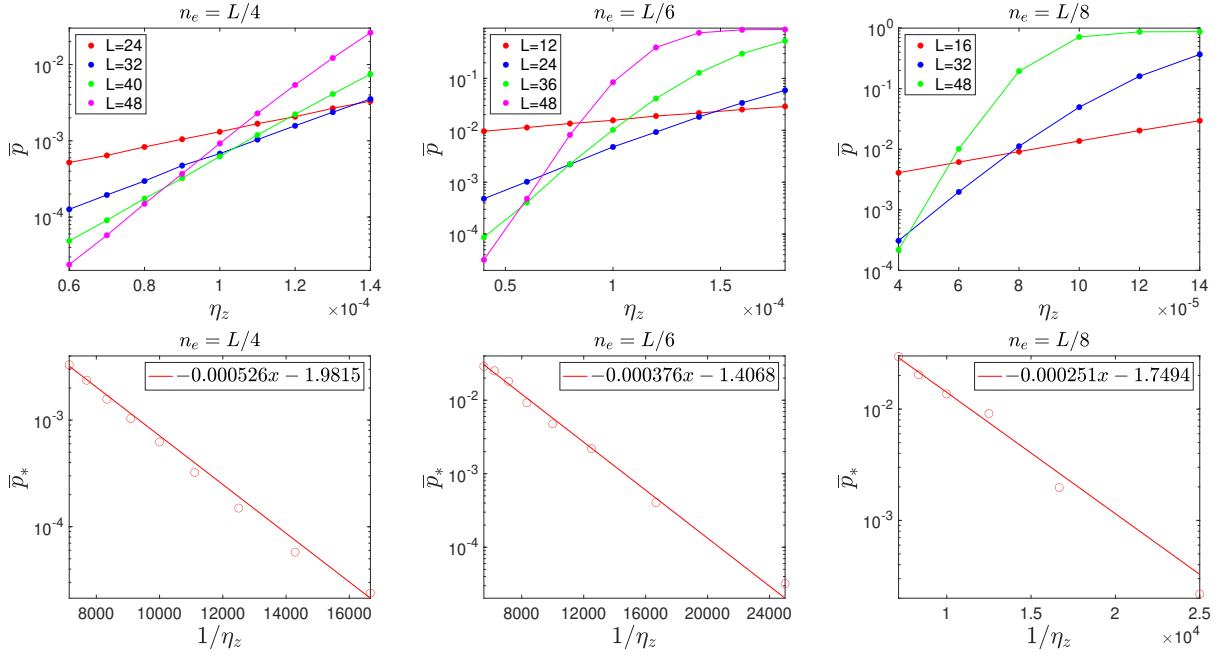 n_e = L/4
L=24
L=32
L=40
L=48
10^-2
10^-3
10^-4
p̅
0.6 0.8 1 1.2 1.4
η_z
×10^-4
n_e = L/6
L=12
L=24
L=36
L=48
10^-1
10^-2
10^-3
10^-4
p̅
0.5 1 1.5
η_z
×10^-4
n_e = L/8
L=16
L=32
L=48
10^0
10^-1
10^-2
10^-3
10^-4
p̅
4 6 8 10 12 14
η_z
×10^-5
n_e = L/4
−0.000526x − 1.9815
10^-3
10^-4
p̅_*
8000 10000 12000 14000 16000
1/η_z
n_e = L/6
−0.000376x − 1.4068
10^-2
10^-3
10^-4
p̅_*
8000 12000 16000 20000 24000
1/η_z
n_e = L/8
−0.000251x − 1.7494
10^-2
10^-3
p̅_*
1 1.5 2 2.5
1/η_z
×10^4